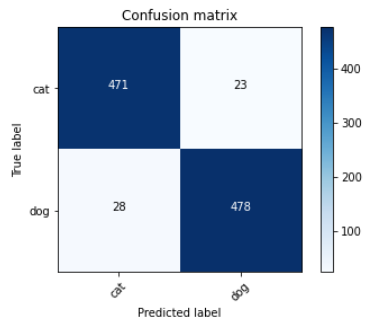 Confusion matrix
cat
471
23
True label
dog
28
478
cat
dog
Predicted label
400
300
200
100